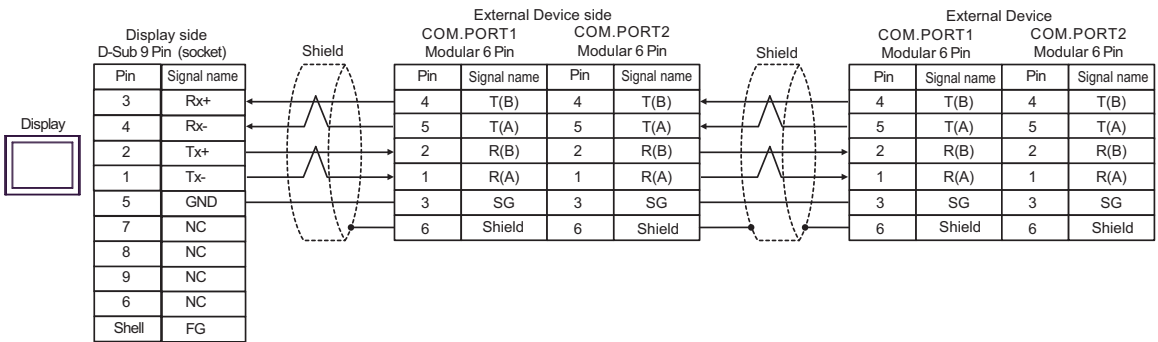 External Device side
External Device
Display side
COM.PORT1 COM.PORT2
COM.PORT1 COM.PORT2
D-Sub 9 Pin (socket)
Shield
Modular 6 Pin Modular 6 Pin
Shield
Modular 6 Pin Modular 6 Pin
Pin Signal name Pin Signal name Pin Signal name Pin Signal name Pin Signal name
3 Rx+ 4 T(B) 4 T(B) 4 T(B) 4 T(B)
Display
4 Rx- 5 T(A) 5 T(A) 5 T(A) 5 T(A)
2 Tx+ 2 R(B) 2 R(B) 2 R(B) 2 R(B)
1 Tx- 1 R(A) 1 R(A) 1 R(A) 1 R(A)
5 GND 3 SG 3 SG 3 SG 3 SG
7 NC 6 Shield 6 Shield 6 Shield 6 Shield
8 NC
9 NC
6 NC
Shell FG